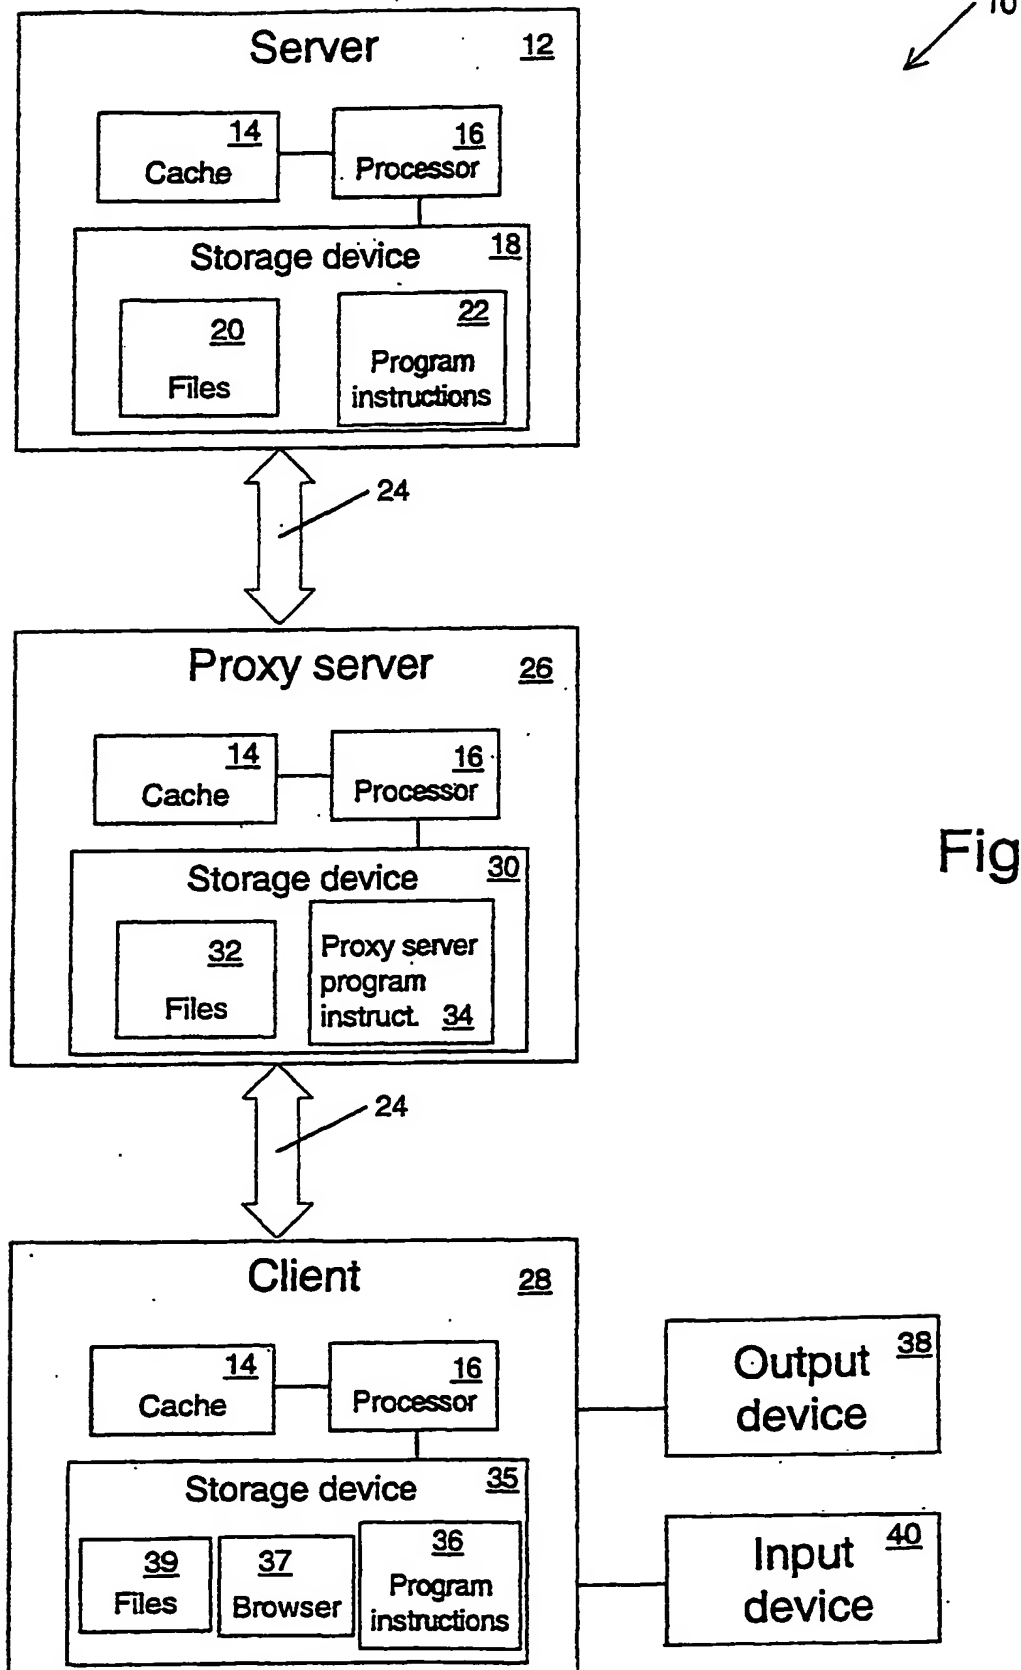 10
Server 12
14
Cache
16
Processor
Storage device 18
20
Files
22
Program
instructions
24
Proxy server 26
14
Cache
16
Processor
Storage device 30
32
Files
Proxy server
program
instruct. 34
Fig
24
Client 28
14
Cache
16
Processor
Storage device 35
39
Files
37
Browser
36
Program
instructions
Output 38
device
Input 40
device